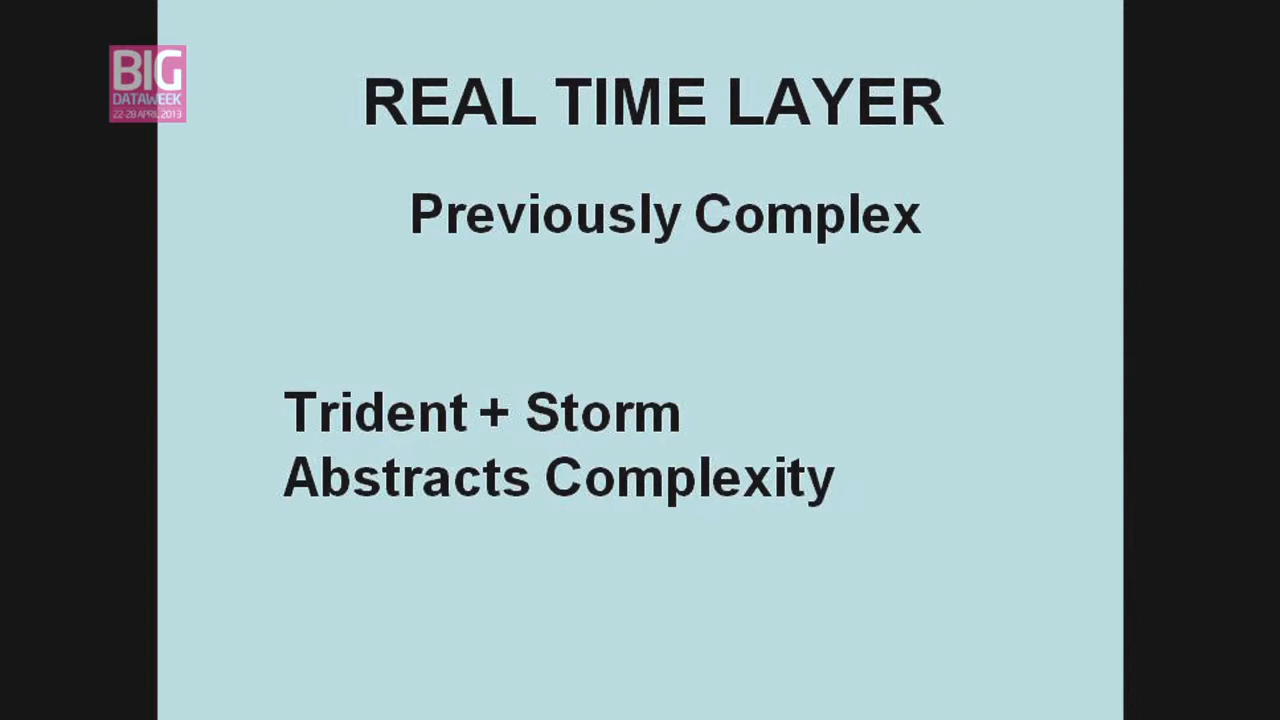 BIG
DATAWEEK
22-28 APRIL 2013
REAL TIME LAYER
Previously Complex
Trident + Storm
Abstracts Complexity